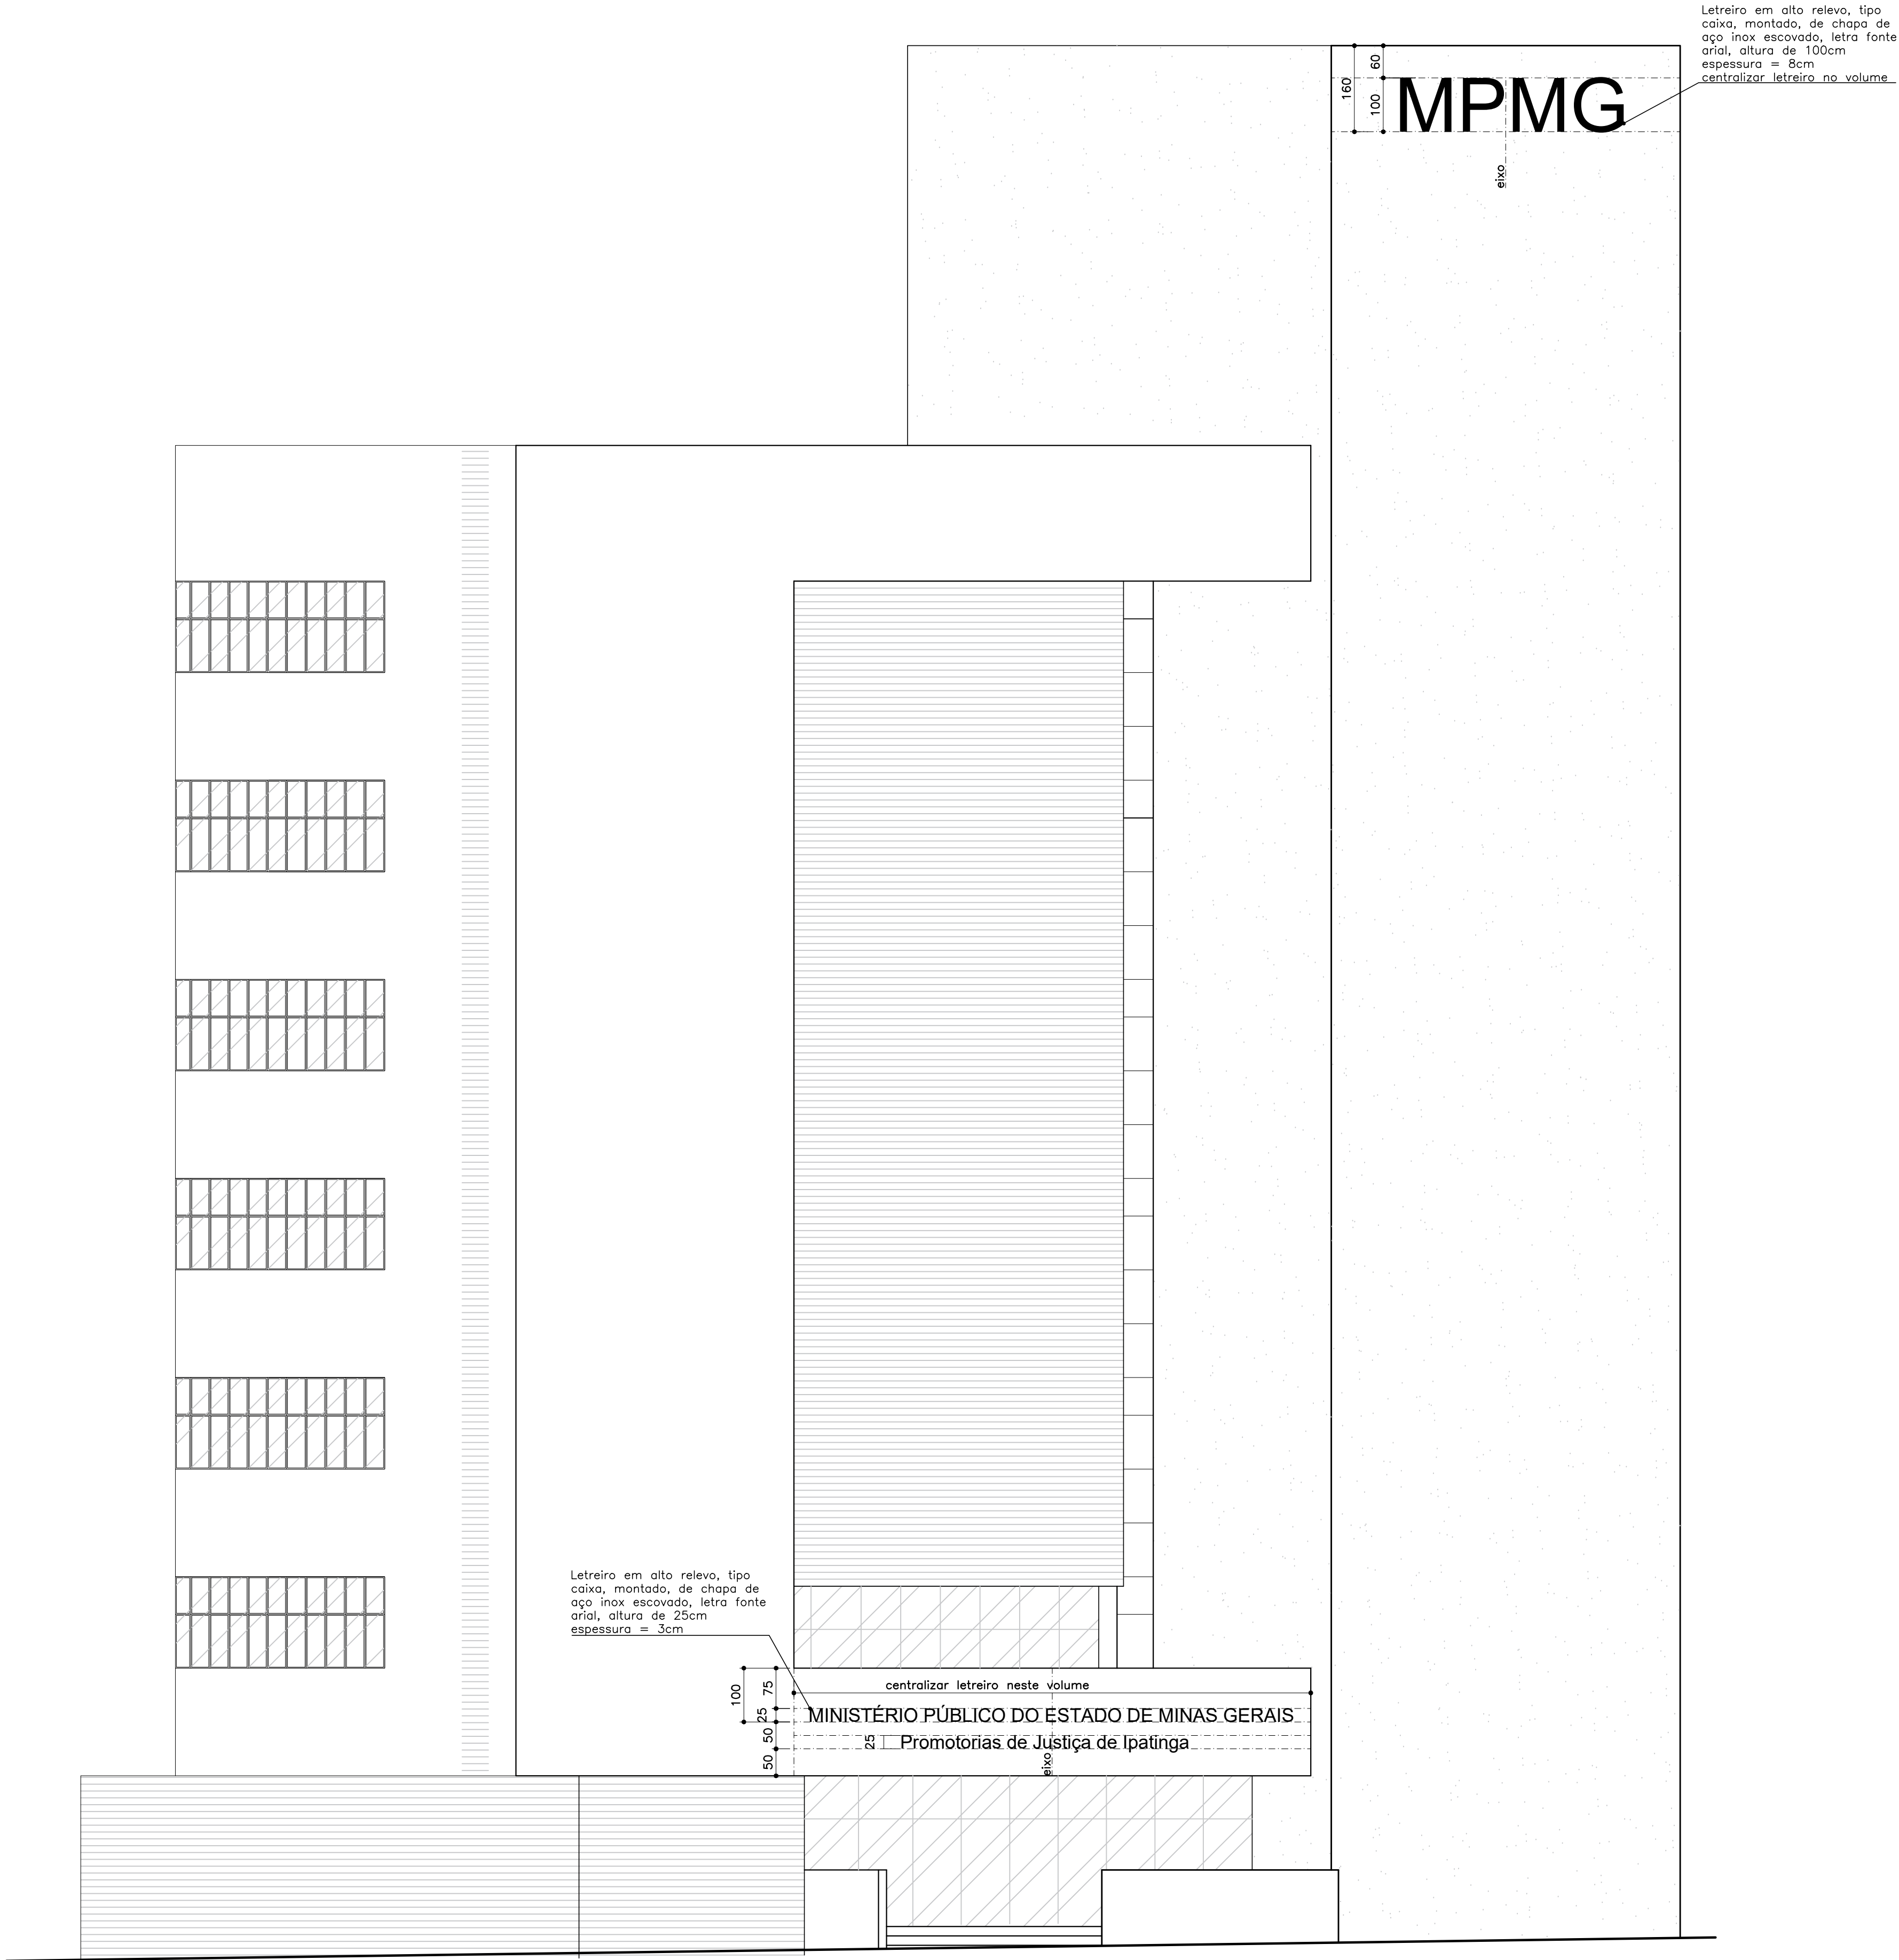 Letreiro em alto relevo, tipo
caixa, montado, de chapa de
aço inox escovado, letra fonte
arial, altura de 100cm
espessura = 8cm
centralizar letreiro no volume
160
60
100
MPMG
eixo
Letreiro em alto relevo, tipo
caixa, montado, de chapa de
aço inox escovado, letra fonte
arial, altura de 25cm
espessura = 3cm
100
75
25
50
50
centralizar letreiro neste volume
MINISTÉRIO PÚBLICO DO ESTADO DE MINAS GERAIS
25
Promotorias de Justiça de Ipatinga
eixo